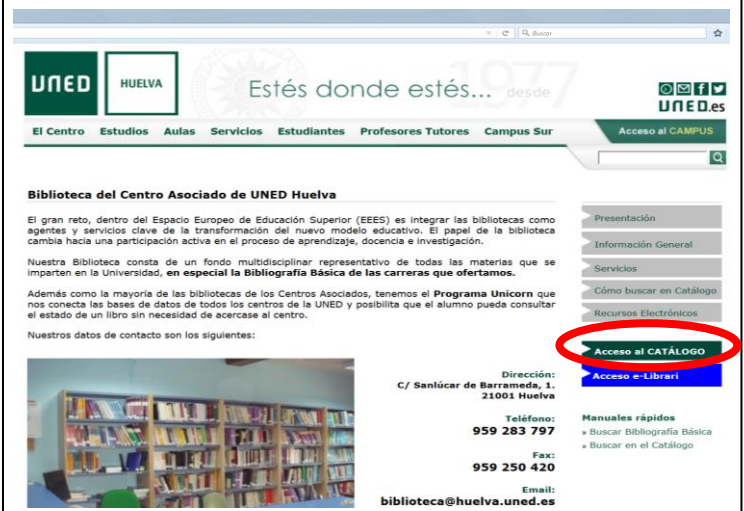 Buscar
UNED
HUELVA
Estés donde estés... desde 1977
UNED.es
El Centro Estudios Aulas Servicios Estudiantes Profesores Tutores Campus Sur
Acceso al CAMPUS
Biblioteca del Centro Asociado de UNED Huelva
El gran reto, dentro del Espacio Europeo de Educación Superior (EEES) es integrar las bibliotecas como
agentes y servicios clave de la transformación del nuevo modelo educativo. El papel de la biblioteca
cambia hacia una participación activa en el proceso de aprendizaje, docencia e investigación.
Nuestra Biblioteca consta de un fondo multidisciplinar representativo de todas las materias que se
imparten en la Universidad, en especial la Bibliografía Básica de las carreras que ofertamos.
Además como la mayoría de las bibliotecas de los Centros Asociados, tenemos el Programa Unicorn que
nos conecta las bases de datos de todos los centros de la UNED y posibilita que el alumno pueda consultar
el estado de un libro sin necesidad de acercase al centro.
Nuestros datos de contacto son los siguientes:
Dirección:
C/ Sanlúcar de Barrameda, 1.
21001 Huelva
Teléfono:
959 283 797
Fax:
959 250 420
Email:
biblioteca@huelva.uned.es
Presentación
Información General
Servicios
Cómo buscar en Catálogo
Recursos Electrónicos
Acceso al CATÁLOGO
Acceso e-Librari
Manuales rápidos
» Buscar Bibliografía Básica
» Buscar en el Catálogo